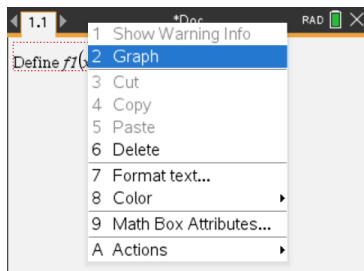 1.1 *Doc RAD
Define f1(x
1 Show Warning Info
2 Graph
3 Cut
4 Copy
5 Paste
6 Delete
7 Format text...
8 Color
9 Math Box Attributes...
A Actions